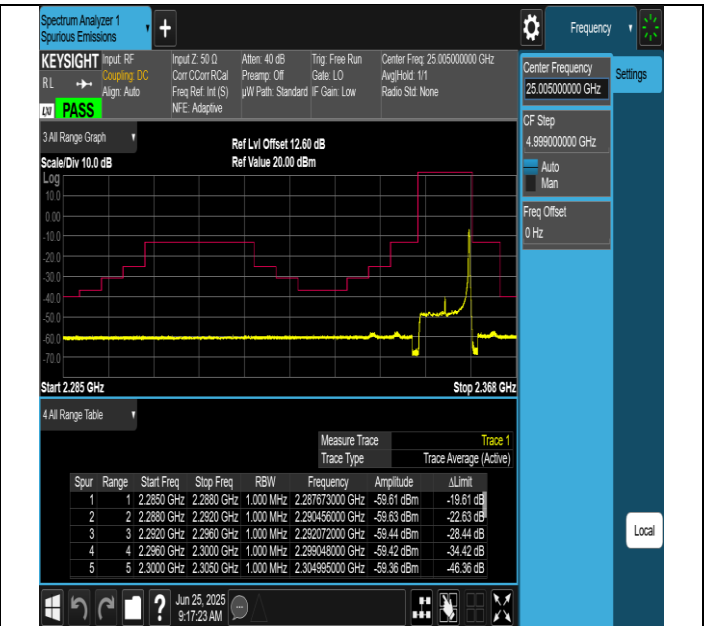 Spectrum Analyzer 1
Spurious Emissions
Frequency
KEYSIGHT
RL
LXI PASS
Input: RF
Coupling: DC
Align: Auto
Input Z: 50 Ω
Corr CCorr RCal
Freq Ref: Int (S)
NFE: Adaptive
Atten: 40 dB
Preamp: Off
µW Path: Standard
Trig: Free Run
Gate: LO
IF Gain: Low
Center Freq: 25.005000000 GHz
Avg|Hold: 1/1
Radio Std: None
Center Frequency
25.005000000 GHz
Settings
CF Step
4.999000000 GHz
Auto
Man
Freq Offset
0 Hz
3 All Range Graph
Scale/Div 10.0 dB
Ref Lvl Offset 12.60 dB
Ref Value 20.00 dBm
Log
10.0
0.00
-10.0
-20.0
-30.0
-40.0
-50.0
-60.0
-70.0
Start 2.285 GHz Stop 2.368 GHz
4 All Range Table
Measure Trace Trace 1
Trace Type Trace Average (Active)
Spur Range Start Freq Stop Freq RBW Frequency Amplitude ΔLimit
1 1 2.2850 GHz 2.2880 GHz 1.000 MHz 2.287673000 GHz -59.61 dBm -19.61 dB
2 2 2.2880 GHz 2.2920 GHz 1.000 MHz 2.290456000 GHz -59.63 dBm -22.63 dB
3 3 2.2920 GHz 2.2960 GHz 1.000 MHz 2.292072000 GHz -59.44 dBm -28.44 dB
4 4 2.2960 GHz 2.3000 GHz 1.000 MHz 2.299048000 GHz -59.42 dBm -34.42 dB
5 5 2.3000 GHz 2.3050 GHz 1.000 MHz 2.304995000 GHz -59.36 dBm -46.36 dB
Local
Jun 25, 2025
9:17:23 AM